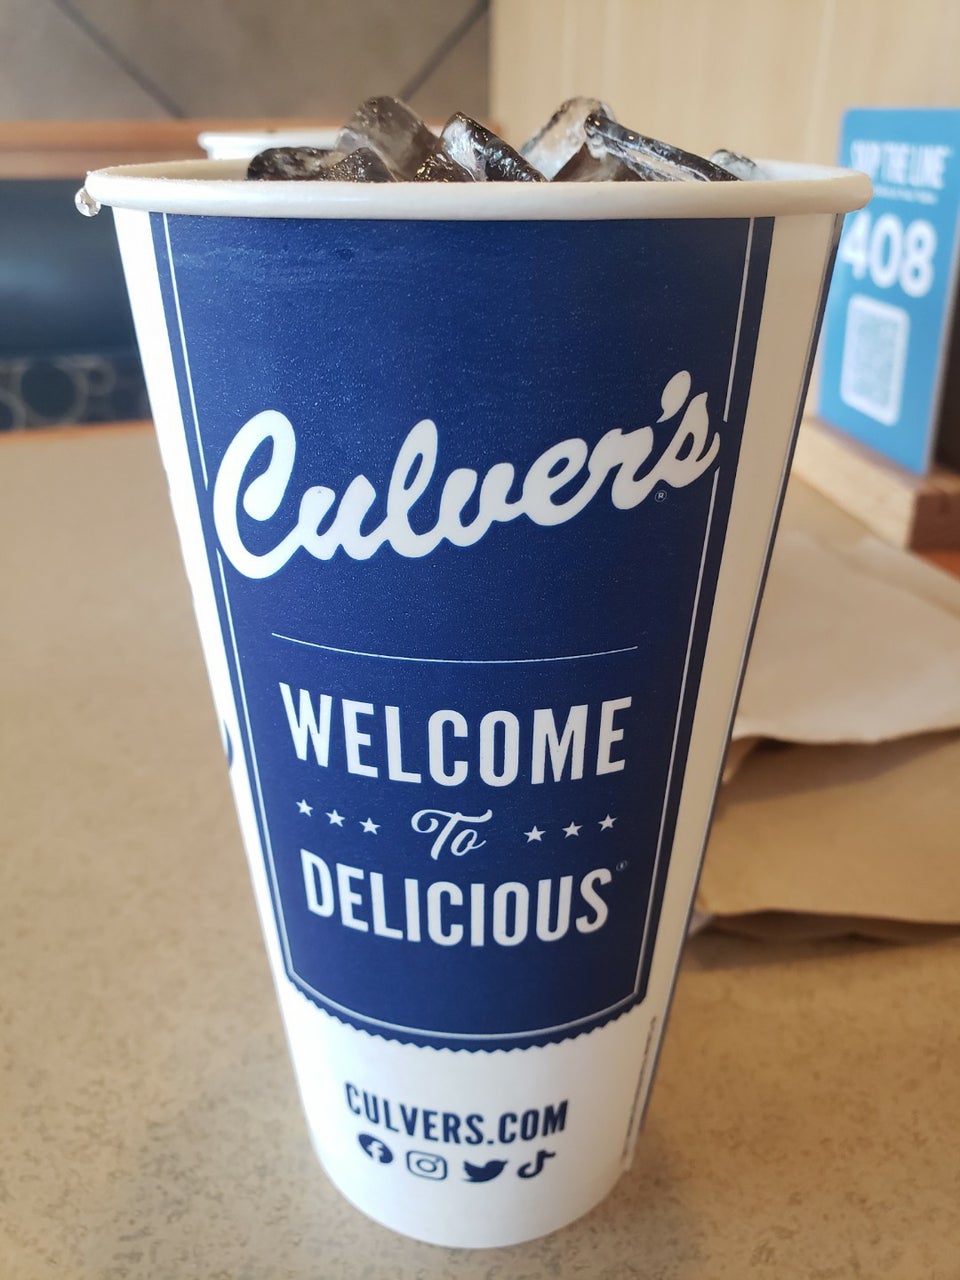 SKIP THE LINE
408
Culver's®
WELCOME
To
DELICIOUS
CULVERS.COM